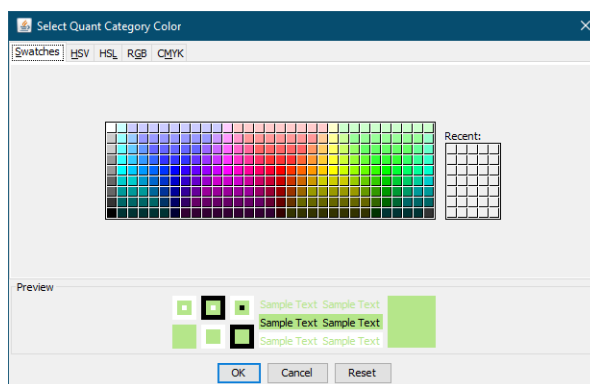 Select Quant Category Color
Swatches HSV HSL RGB CMYK
Recent:
Preview
Sample Text Sample Text
Sample Text Sample Text
Sample Text Sample Text
OK Cancel Reset